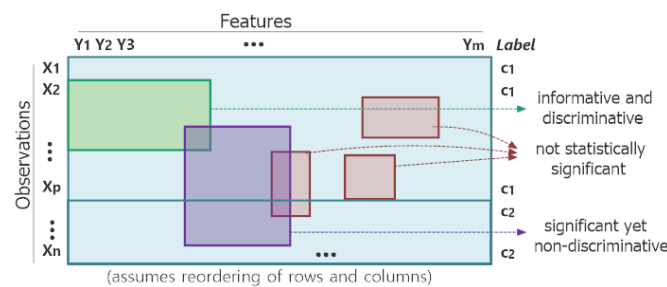 Features
Y1 Y2 Y3 ... Ym Label
X1 c1
X2 c1
informative and
discriminative
Observations
...
not statistically
significant
Xp c1
c2
...
significant yet
non-discriminative
Xn ... c2
(assumes reordering of rows and columns)